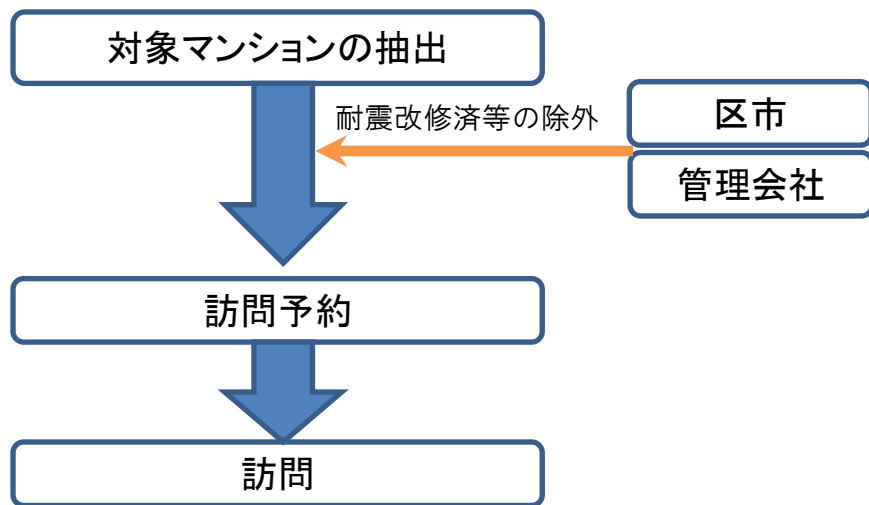 対象マンションの抽出
耐震改修済等の除外
区市
管理会社
訪問予約
訪問